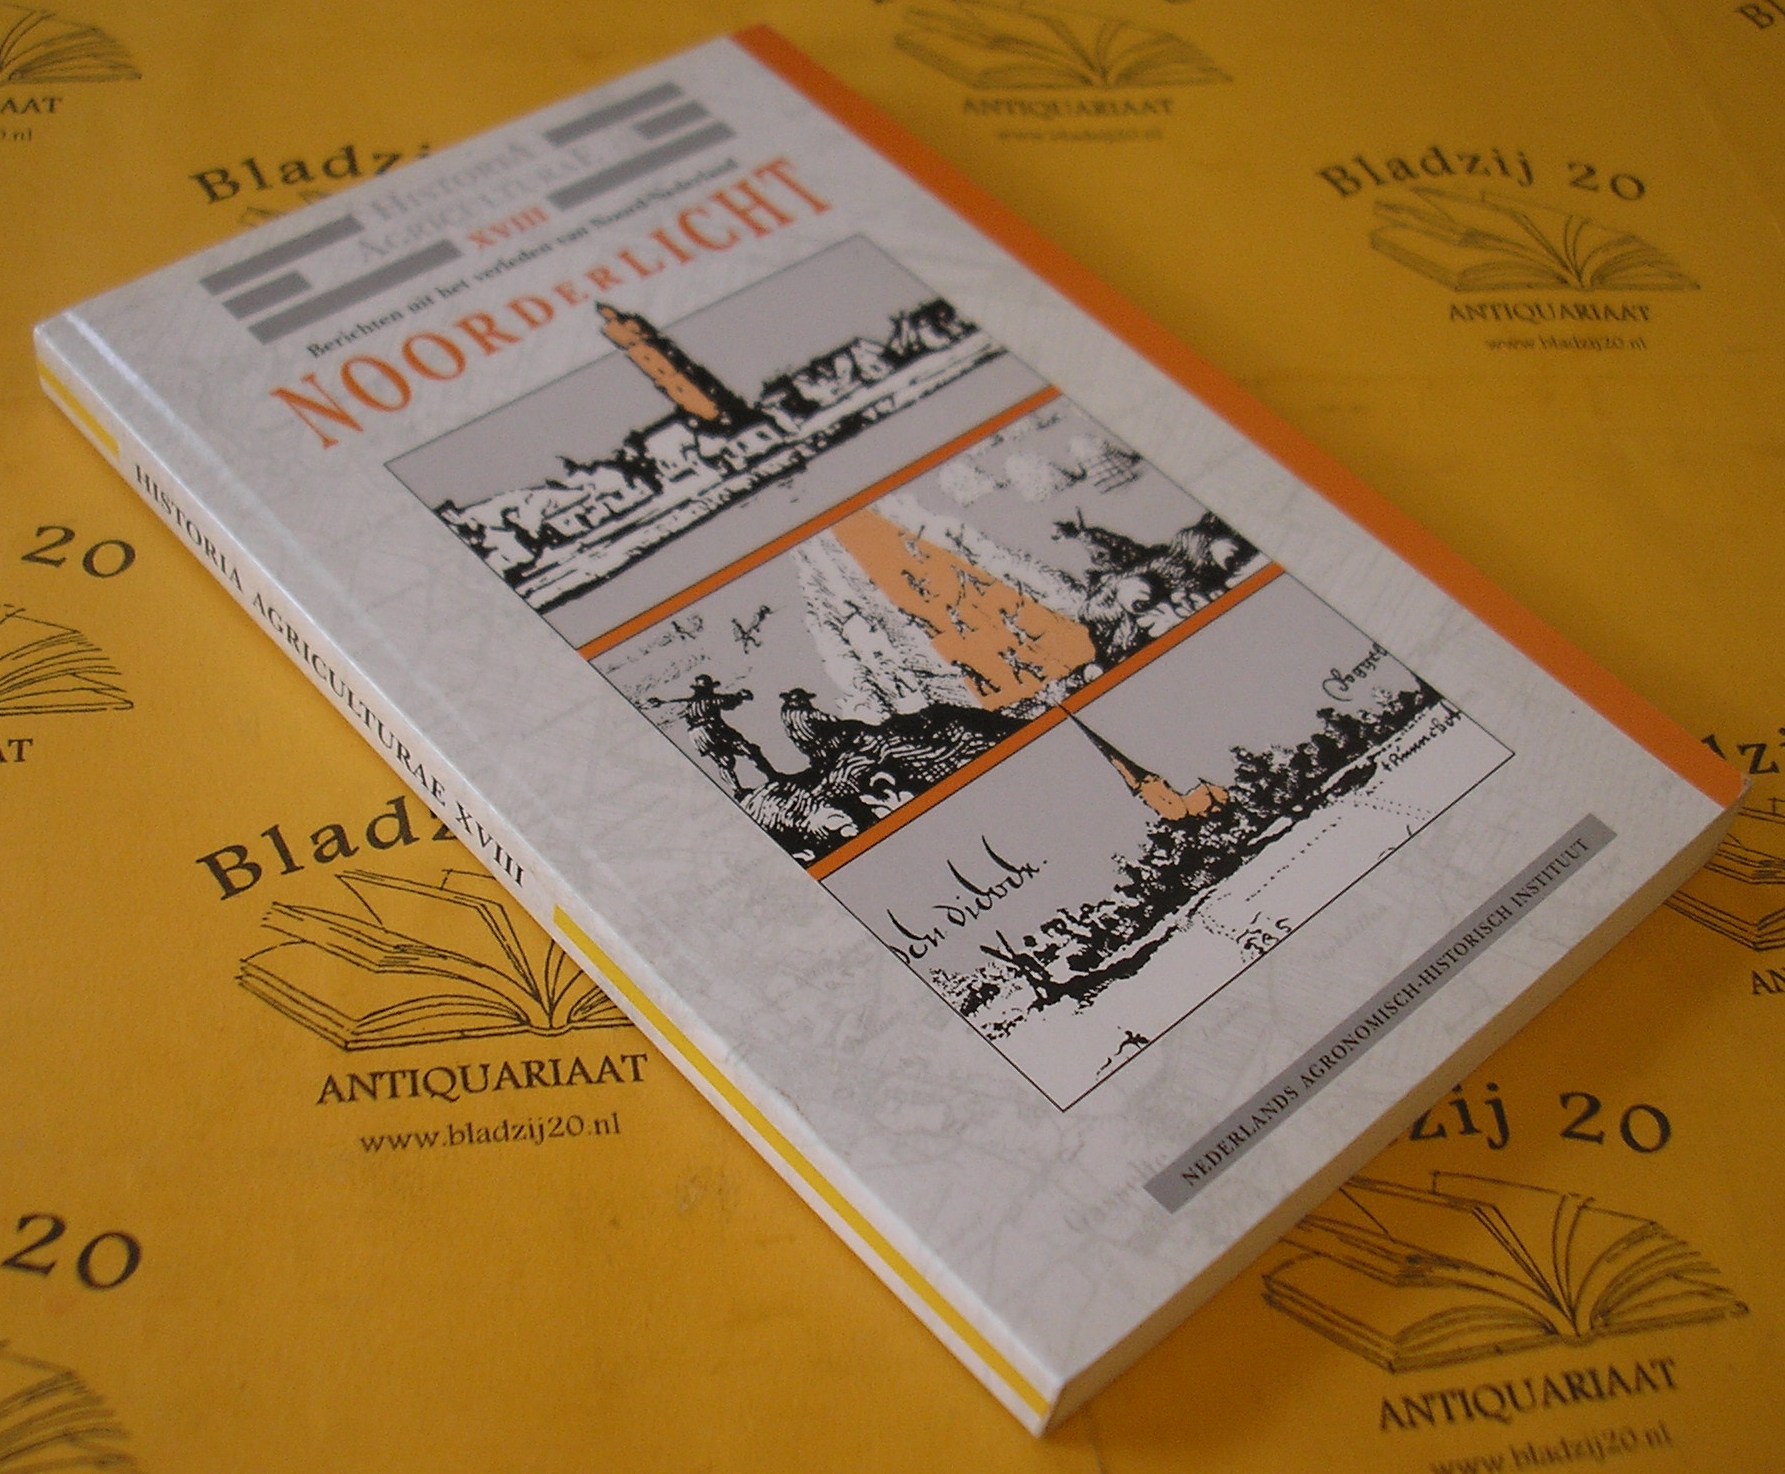 HISTORIA
AGRICULTURAE
XVIII
Berichten uit het verleden van Noord-Nederland
NOORDERLICHT
NEDERLANDS AGRONOMISCH-HISTORISCH INSTITUUT
HISTORIA AGRICULTURAE XVIII
Bladzij 20
ANTIQUARIAAT
www.bladzij20.nl
ANTIQUARIAAT
www.bladzij20.nl
Bladzij
20
Bladz
ANTIQUARIAAT
www.bladzij20.nl
20
zij 20
ANTIQUARIAAT
www.bladzij20.nl